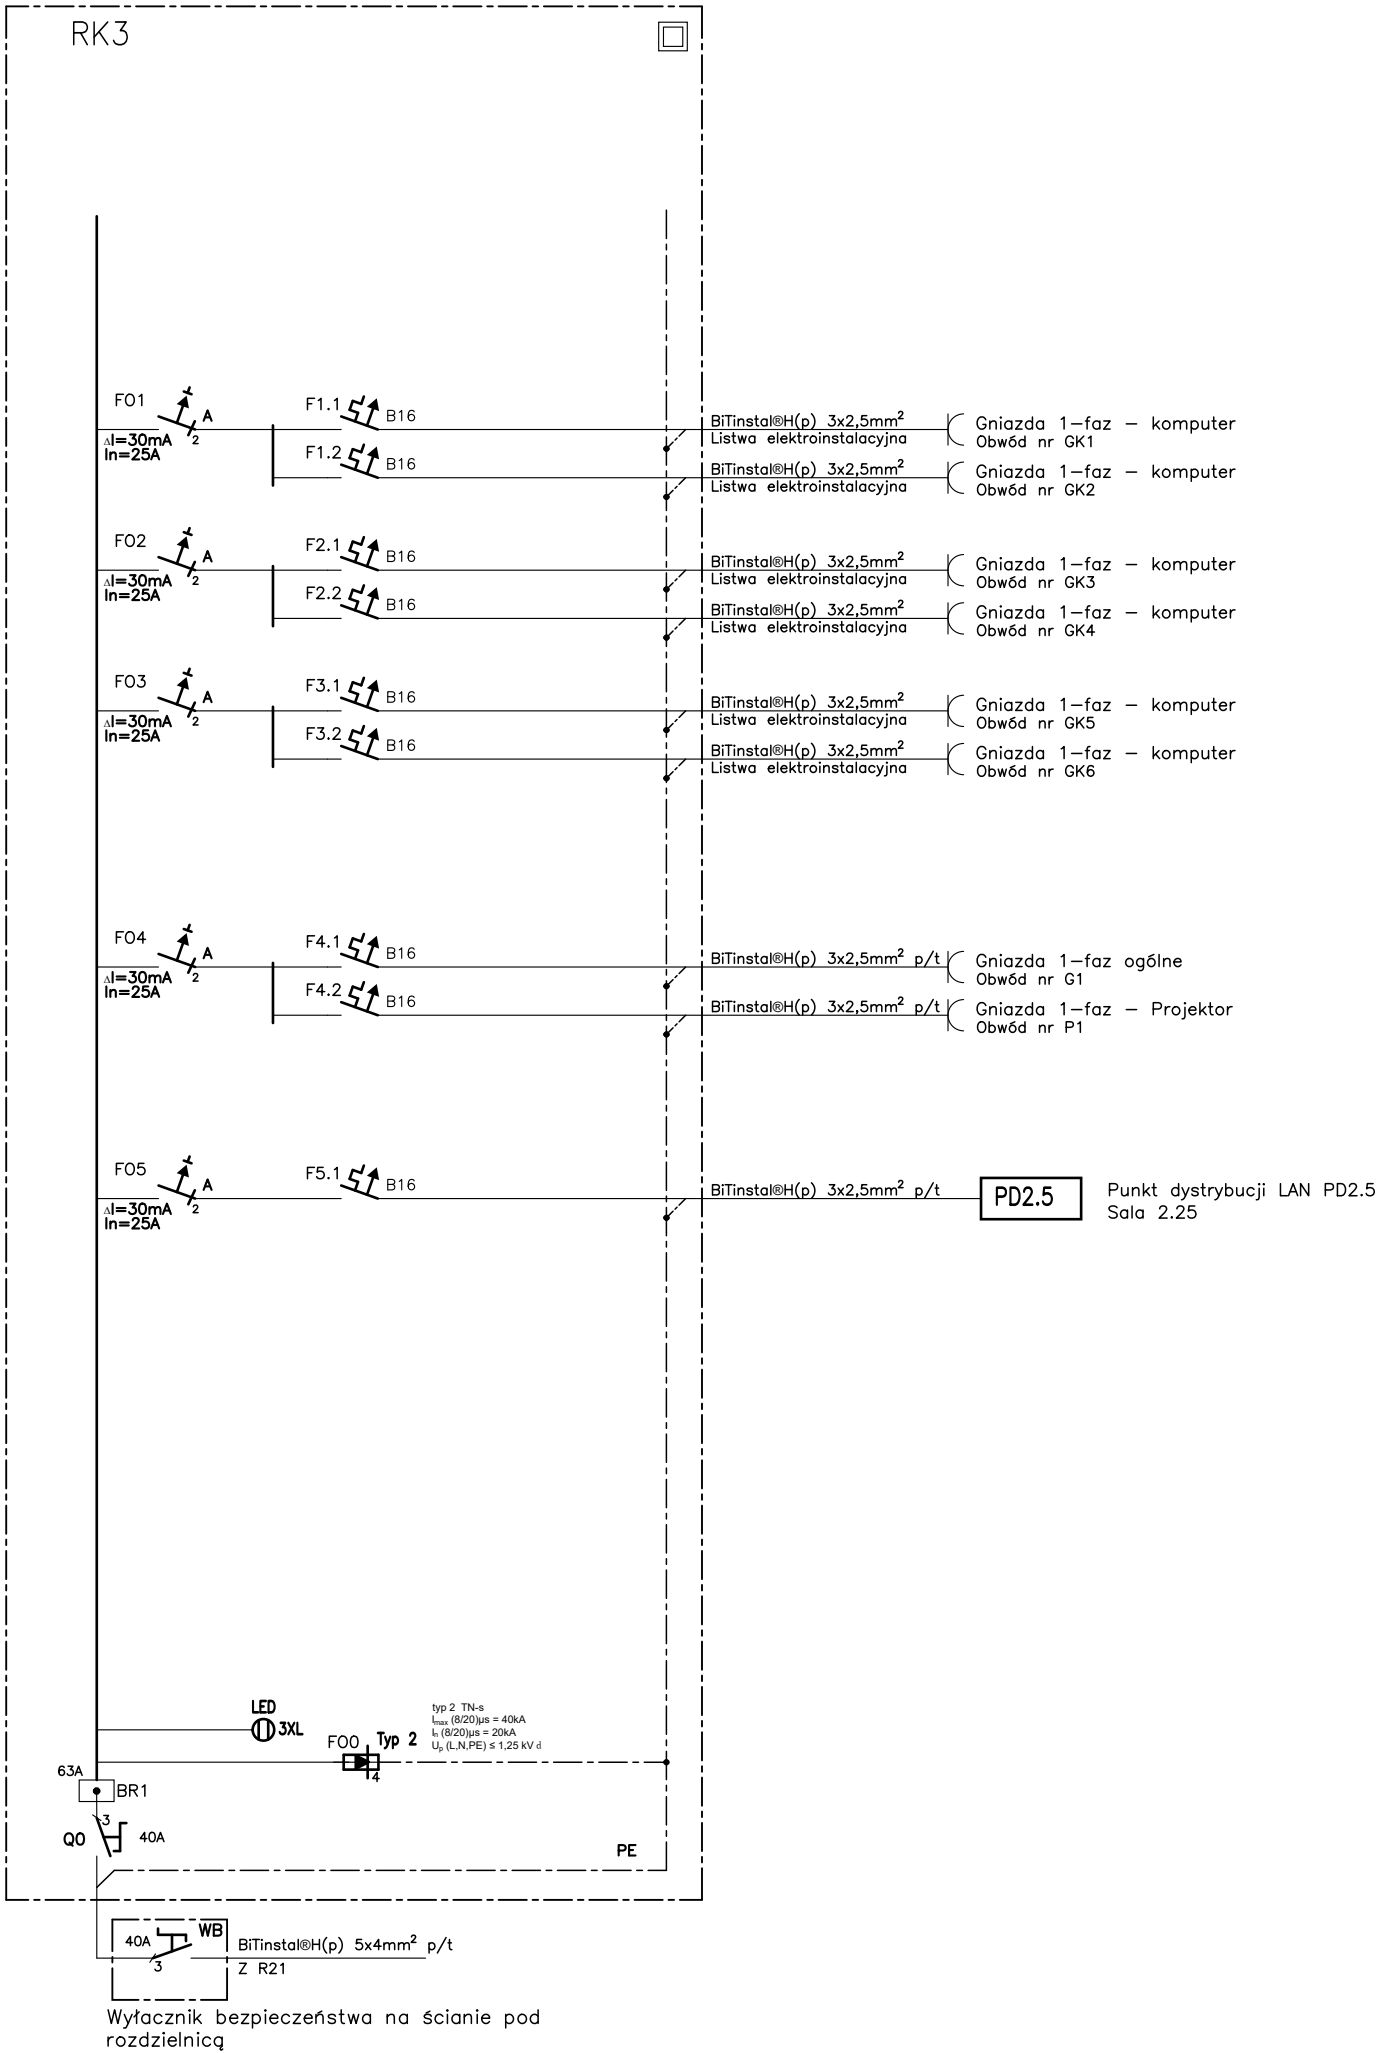 RK3
FO1
A
2
ΔI=30mA
In=25A
F1.1
B16
BiTinstal®H(p) 3x2,5mm²
Listwa elektroinstalacyjna
Gniazda 1-faz - komputer
Obwód nr GK1
F1.2
B16
BiTinstal®H(p) 3x2,5mm²
Listwa elektroinstalacyjna
Gniazda 1-faz - komputer
Obwód nr GK2
FO2
A
2
ΔI=30mA
In=25A
F2.1
B16
BiTinstal®H(p) 3x2,5mm²
Listwa elektroinstalacyjna
Gniazda 1-faz - komputer
Obwód nr GK3
F2.2
B16
BiTinstal®H(p) 3x2,5mm²
Listwa elektroinstalacyjna
Gniazda 1-faz - komputer
Obwód nr GK4
FO3
A
2
ΔI=30mA
In=25A
F3.1
B16
BiTinstal®H(p) 3x2,5mm²
Listwa elektroinstalacyjna
Gniazda 1-faz - komputer
Obwód nr GK5
F3.2
B16
BiTinstal®H(p) 3x2,5mm²
Listwa elektroinstalacyjna
Gniazda 1-faz - komputer
Obwód nr GK6
FO4
A
2
ΔI=30mA
In=25A
F4.1
B16
BiTinstal®H(p) 3x2,5mm² p/t
Gniazda 1-faz ogólne
Obwód nr G1
F4.2
B16
BiTinstal®H(p) 3x2,5mm² p/t
Gniazda 1-faz - Projektor
Obwód nr P1
FO5
A
2
ΔI=30mA
In=25A
F5.1
B16
BiTinstal®H(p) 3x2,5mm² p/t
PD2.5
Punkt dystrybucji LAN PD2.5
Sala 2.25
LED
3XL
FOO
Typ 2
4
typ 2 TN-s
Imax (8/20)µs = 40kA
In (8/20)µs = 20kA
Up (L,N,PE) ≤ 1,25 kV d
63A
BR1
3
QO
40A
PE
40A
WB
3
BiTinstal®H(p) 5x4mm² p/t
Z R21
Wyłacznik bezpieczeństwa na ścianie pod
rozdzielnicą